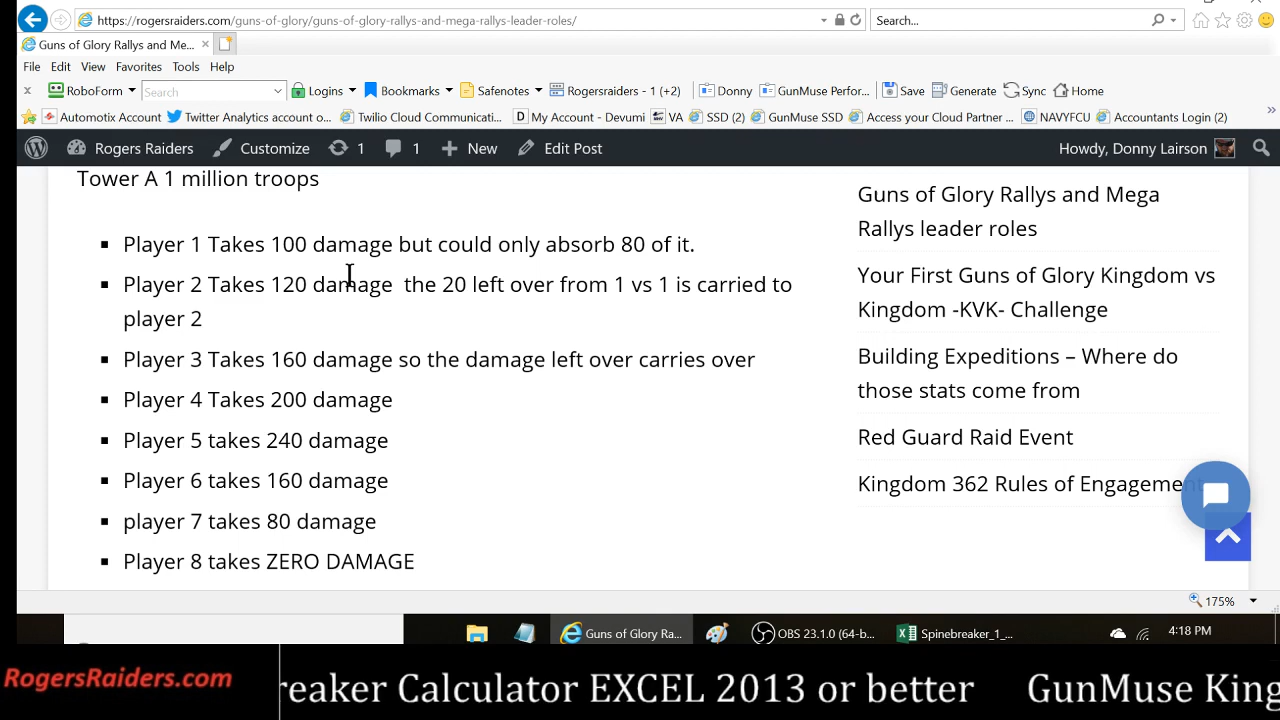 https://rogersraiders.com/guns-of-glory/guns-of-glory-rallys-and-mega-rallys-leader-roles/
Search...
Guns of Glory Rallys and Me...
File Edit View Favorites Tools Help
RoboForm Search Logins Bookmarks Safenotes Rogersraiders - 1 (+2) Donny GunMuse Perfor... Save Generate Sync Home
Automotix Account Twitter Analytics account o... Twilio Cloud Communicati... D My Account - Devumi VA SSD (2) GunMuse SSD Access your Cloud Partner ... NAVYFCU Accountants Login (2)
Rogers Raiders Customize 1 1 New Edit Post Howdy, Donny Lairson
Tower A 1 million troops
Player 1 Takes 100 damage but could only absorb 80 of it.
Player 2 Takes 120 damage the 20 left over from 1 vs 1 is carried to
player 2
Player 3 Takes 160 damage so the damage left over carries over
Player 4 Takes 200 damage
Player 5 takes 240 damage
Player 6 takes 160 damage
player 7 takes 80 damage
Player 8 takes ZERO DAMAGE
Guns of Glory Rallys and Mega
Rallys leader roles
Your First Guns of Glory Kingdom vs
Kingdom -KVK- Challenge
Building Expeditions – Where do
those stats come from
Red Guard Raid Event
Kingdom 362 Rules of Engagement
175%
Guns of Glory Ra... OBS 23.1.0 (64-b... Spinebreaker_1_... 4:18 PM
RogersRaiders.com reaker Calculator EXCEL 2013 or better GunMuse King